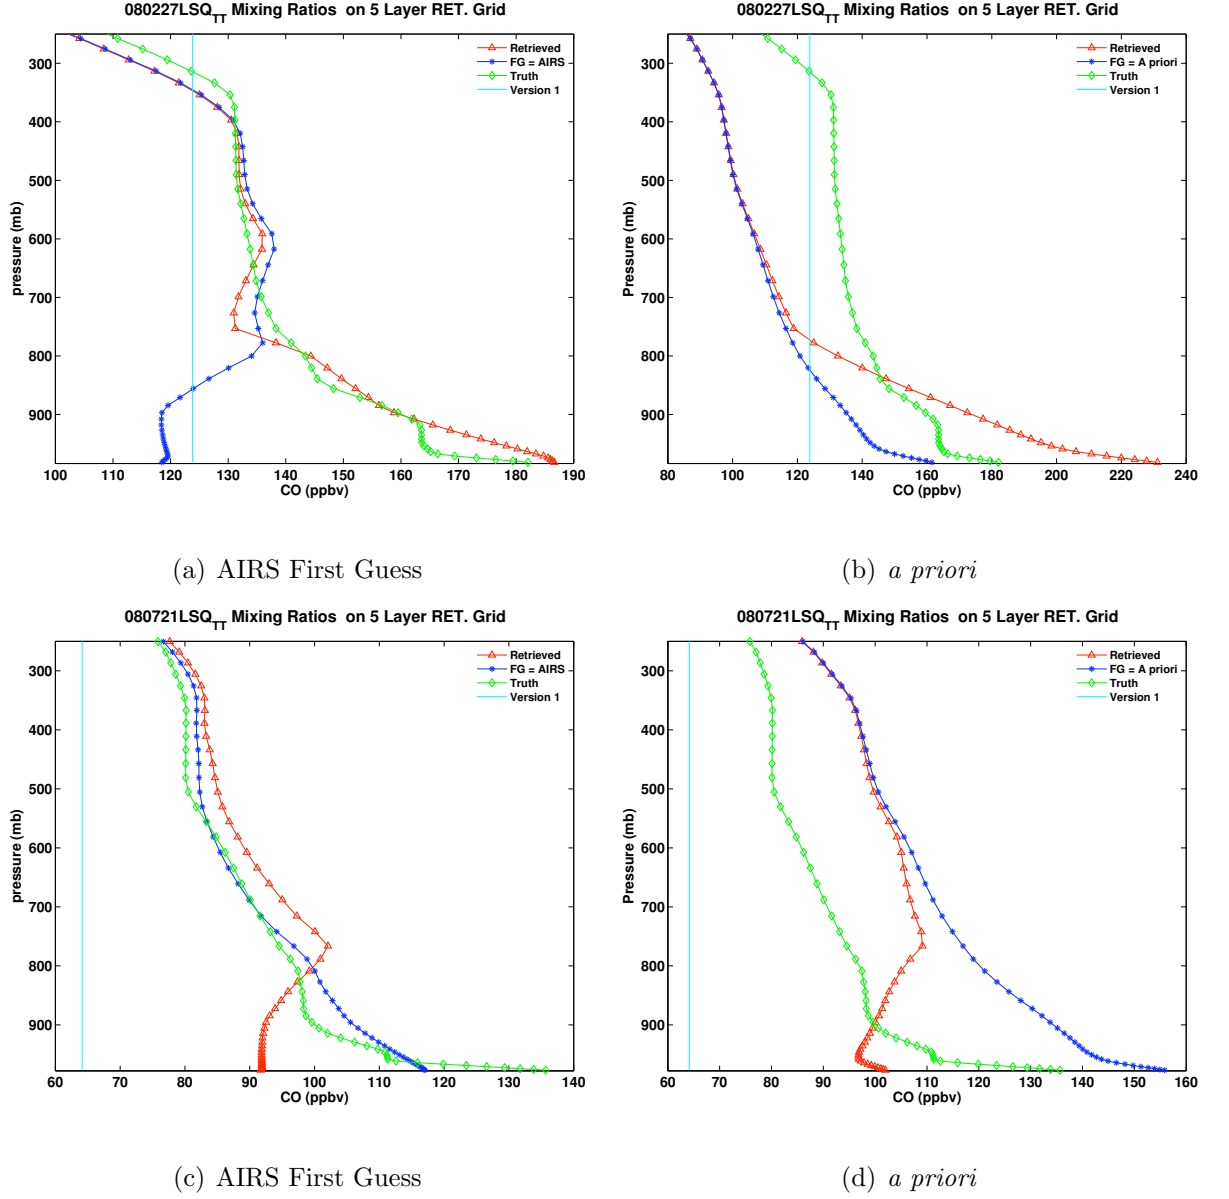 080227LSQ_TT Mixing Ratios on 5 Layer RET. Grid
Retrieved
FG = AIRS
Truth
Version 1
300
400
500
600
700
800
900
pressure (mb)
100 110 120 130 140 150 160 170 180 190
CO (ppbv)
(a) AIRS First Guess
080227LSQ_TT Mixing Ratios on 5 Layer RET. Grid
Retrieved
FG = A priori
Truth
Version 1
300
400
500
600
700
800
900
Pressure (mb)
80 100 120 140 160 180 200 220 240
CO (ppbv)
(b) a priori
080721LSQ_TT Mixing Ratios on 5 Layer RET. Grid
Retrieved
FG = AIRS
Truth
Version 1
300
400
500
600
700
800
900
pressure (mb)
60 70 80 90 100 110 120 130 140
CO (ppbv)
(c) AIRS First Guess
080721LSQ_TT Mixing Ratios on 5 Layer RET. Grid
Retrieved
FG = A priori
Truth
Version 1
300
400
500
600
700
800
900
Pressure (mb)
60 70 80 90 100 110 120 130 140 150 160
CO (ppbv)
(d) a priori